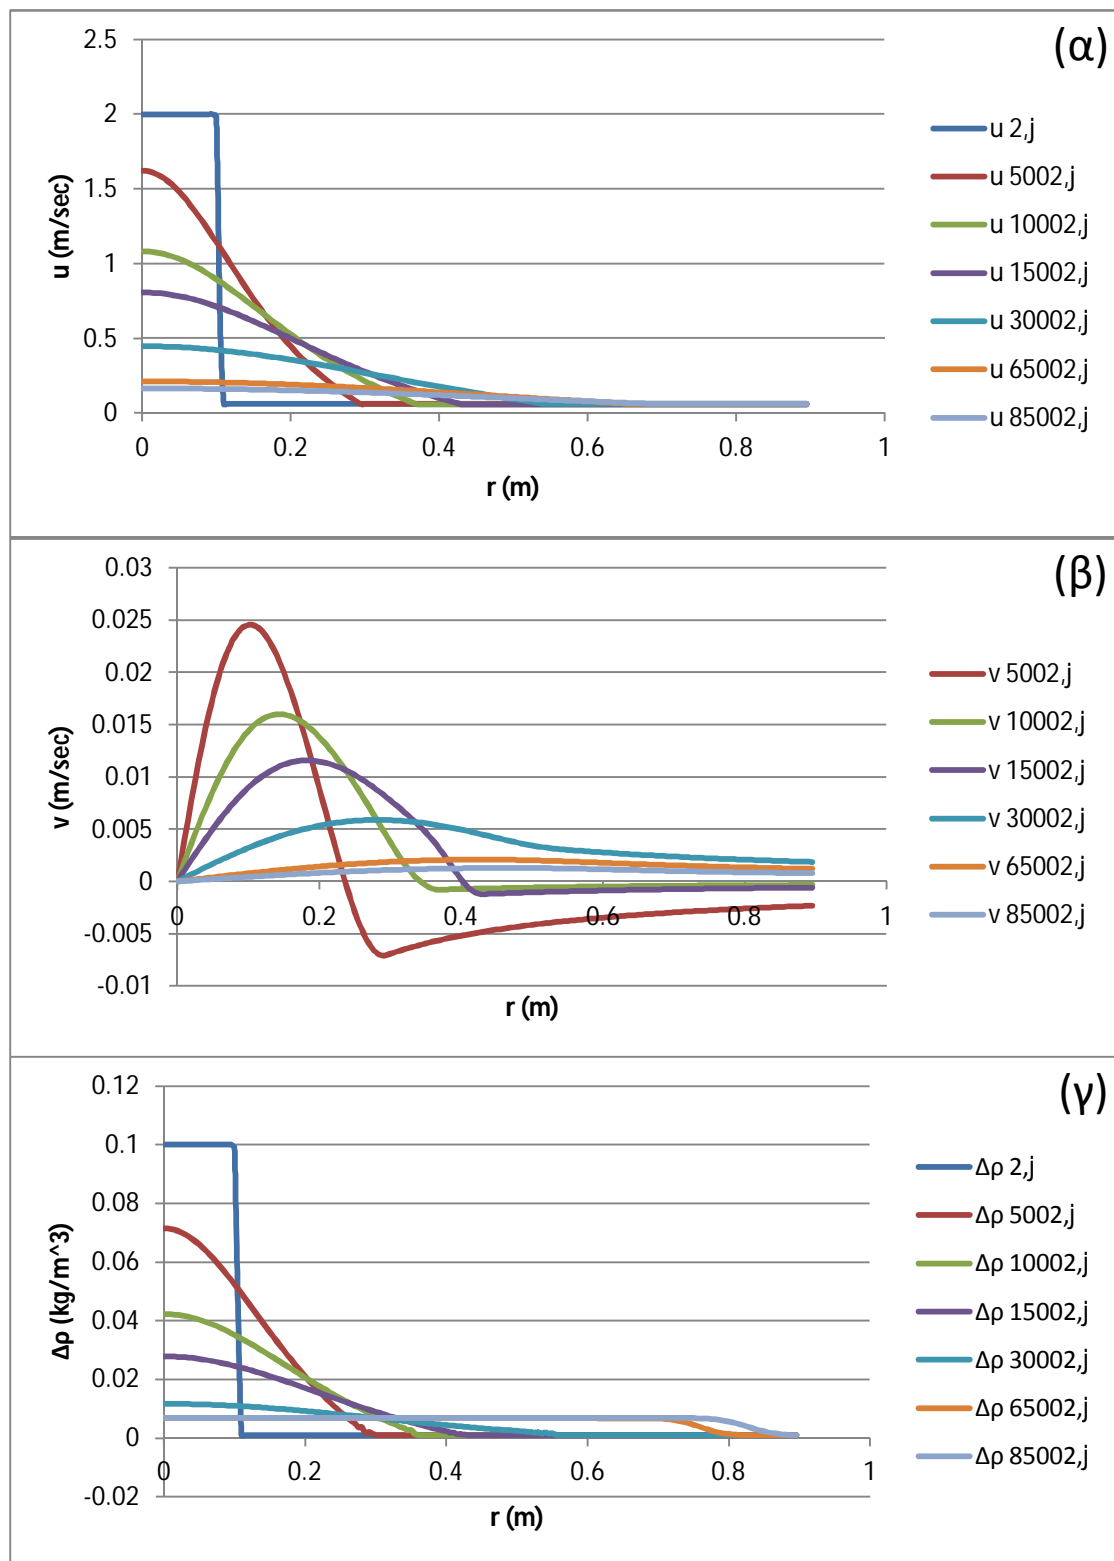 (α)
2.5
2
1.5
1
0.5
0
0 0.2 0.4 0.6 0.8 1
u (m/sec)
r (m)
u 2,j
u 5002,j
u 10002,j
u 15002,j
u 30002,j
u 65002,j
u 85002,j
(β)
0.03
0.025
0.02
0.015
0.01
0.005
0
-0.005
-0.01
0 0.2 0.4 0.6 0.8 1
v (m/sec)
r (m)
v 5002,j
v 10002,j
v 15002,j
v 30002,j
v 65002,j
v 85002,j
(γ)
0.12
0.1
0.08
0.06
0.04
0.02
0
-0.02
0 0.2 0.4 0.6 0.8 1
Δρ (kg/m^3)
r (m)
Δρ 2,j
Δρ 5002,j
Δρ 10002,j
Δρ 15002,j
Δρ 30002,j
Δρ 65002,j
Δρ 85002,j